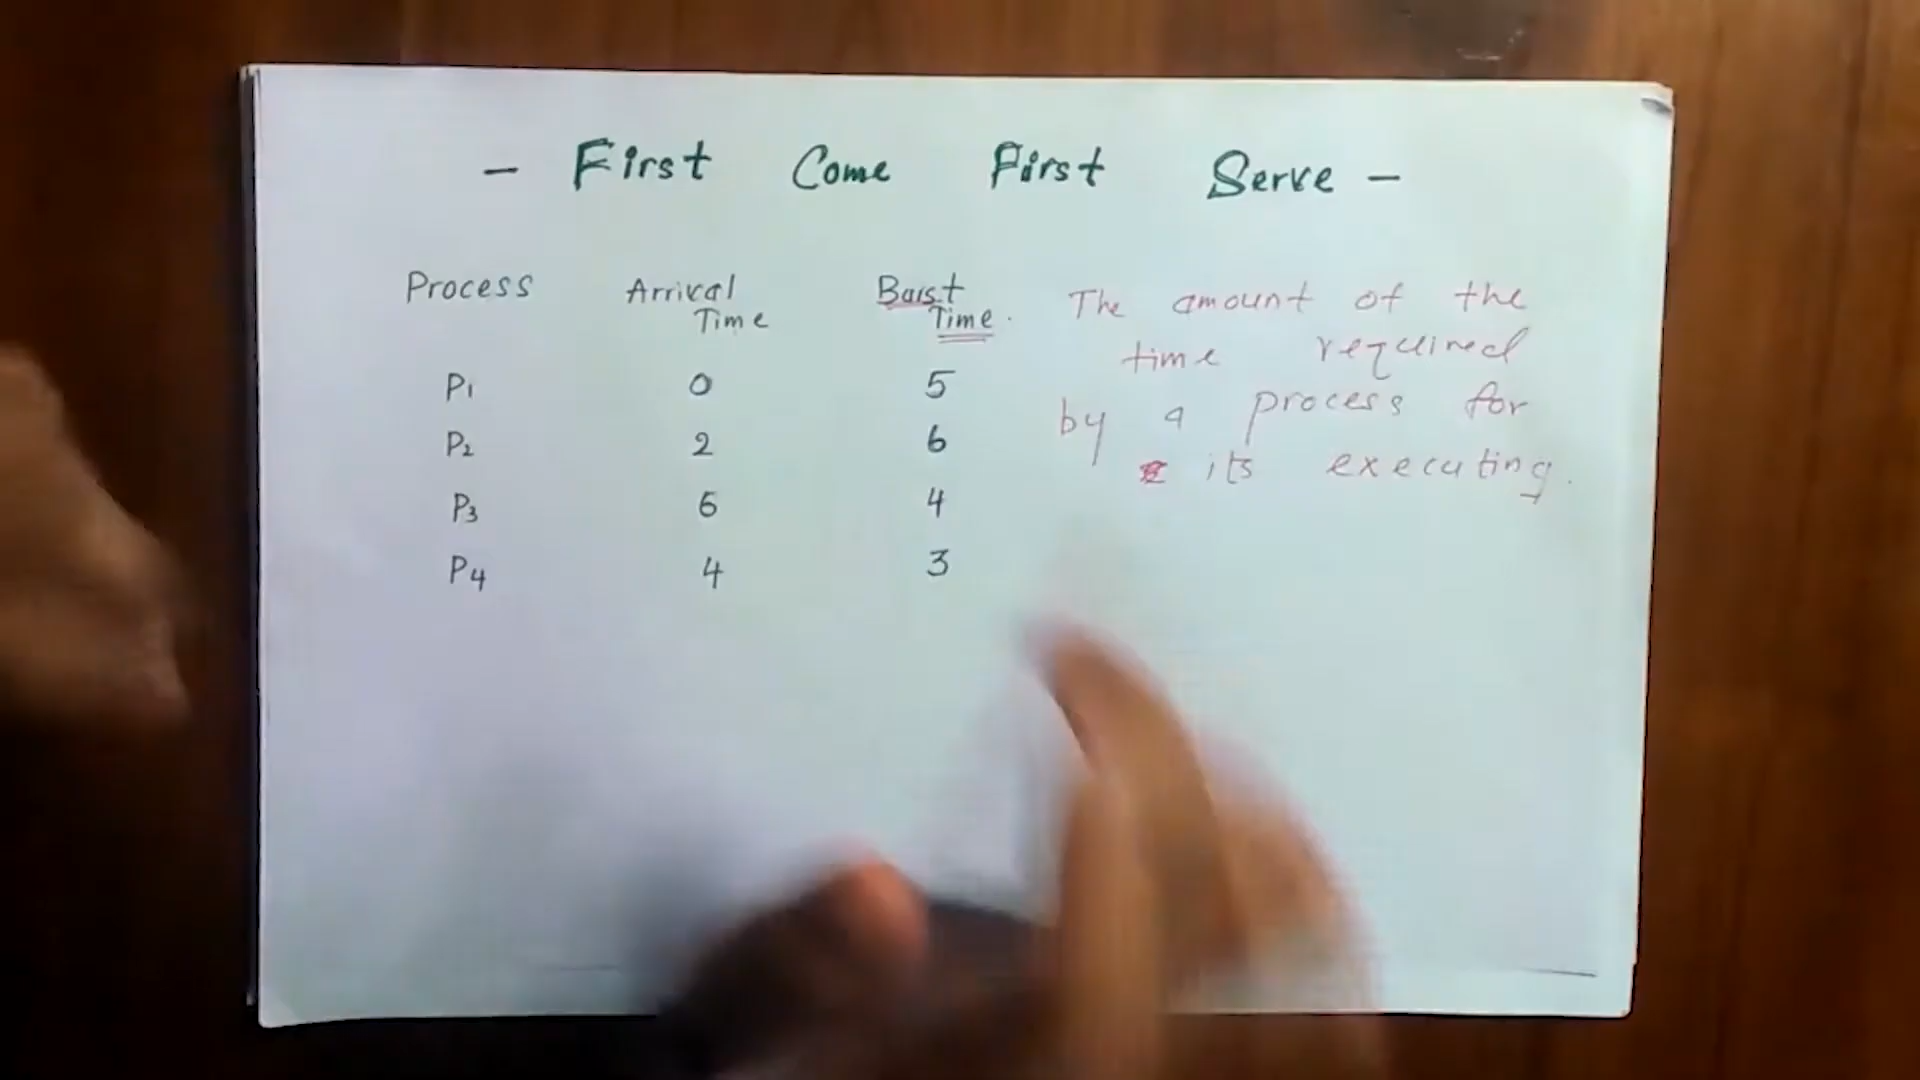 - First Come First Serve -
Process Arrival Time Burst Time.
P1 0 5
P2 2 6
P3 6 4
P4 4 3
The amount of the
time required
by a process for
its executing.